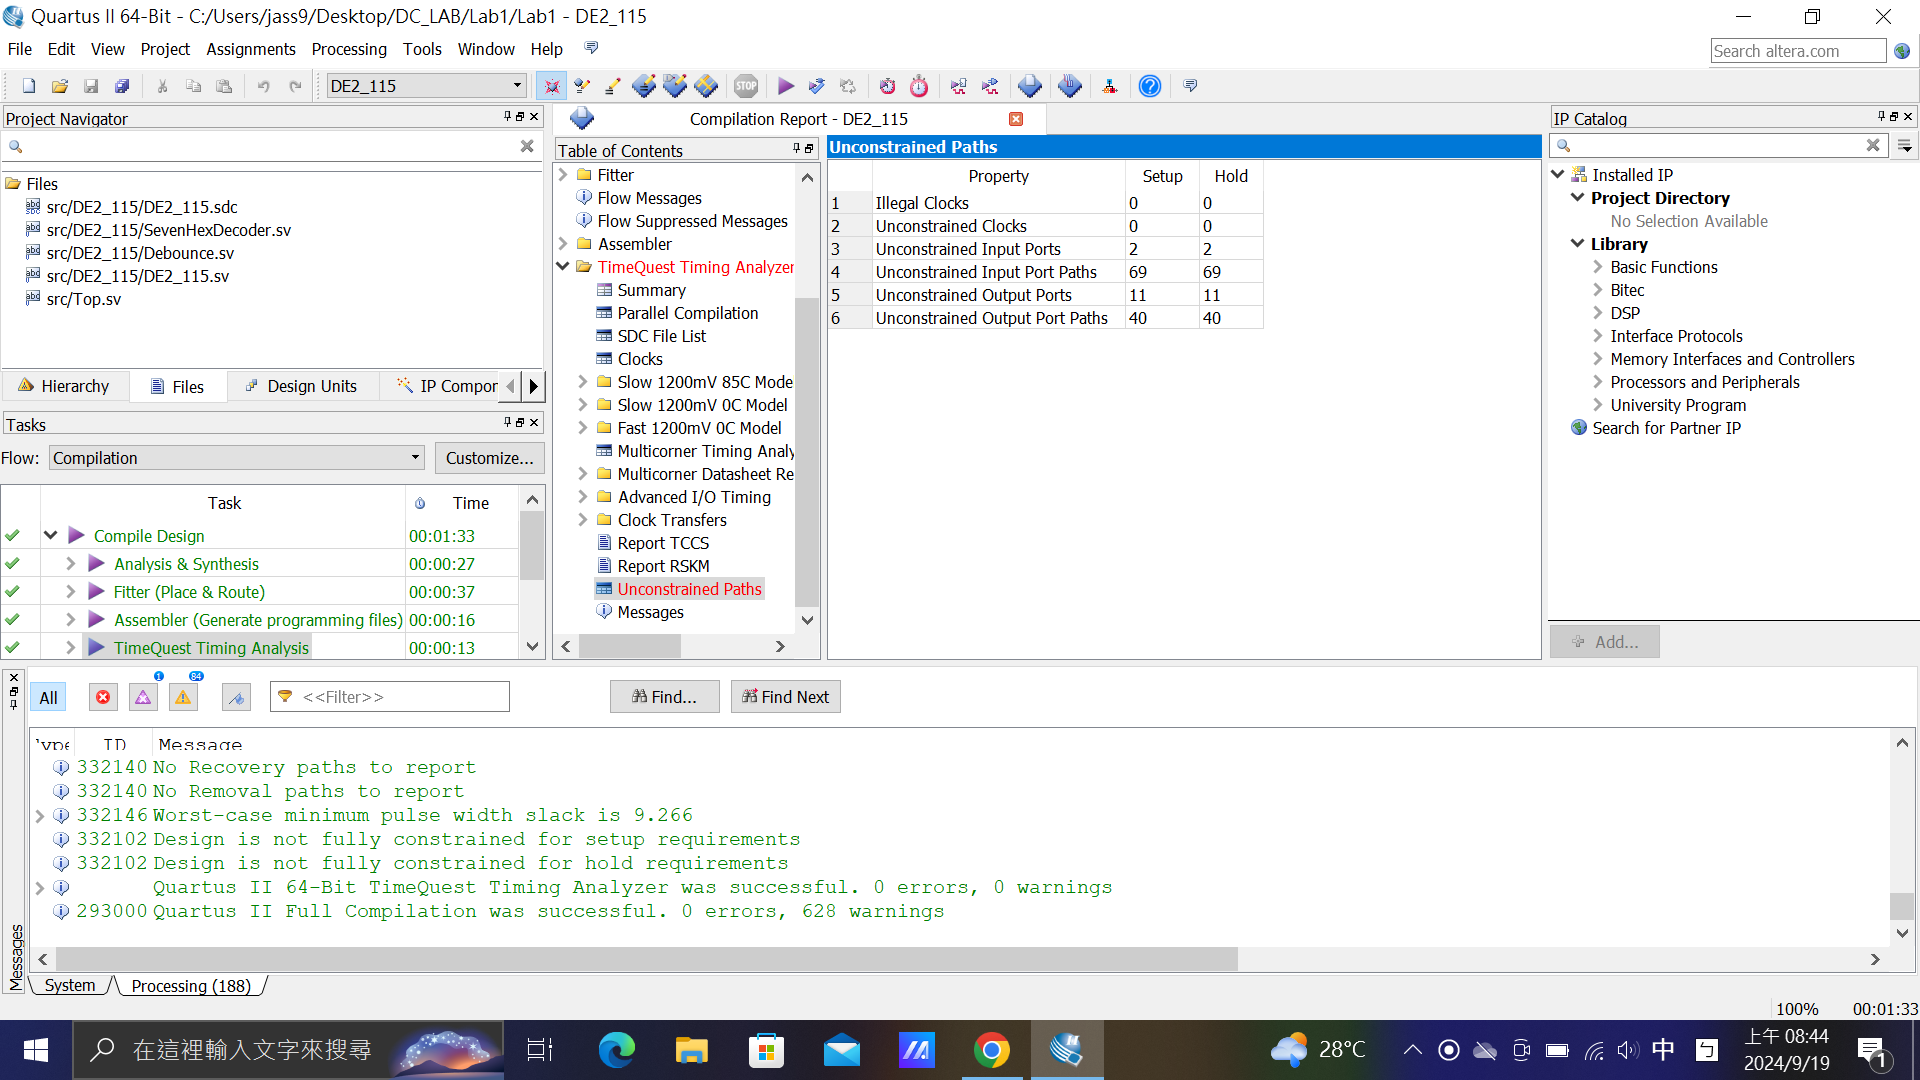 Quartus II 64-Bit - C:/Users/jass9/Desktop/DC_LAB/Lab1/Lab1 - DE2_115
File Edit View Project Assignments Processing Tools Window Help
Search altera.com
DE2_115
STOP
Project Navigator
Files
src/DE2_115/DE2_115.sdc
src/DE2_115/SevenHexDecoder.sv
src/DE2_115/Debounce.sv
src/DE2_115/DE2_115.sv
src/Top.sv
Hierarchy Files Design Units IP Compor
Tasks
Flow: Compilation Customize...
Task Time
Compile Design 00:01:33
Analysis & Synthesis 00:00:27
Fitter (Place & Route) 00:00:37
Assembler (Generate programming files) 00:00:16
TimeQuest Timing Analysis 00:00:13
Compilation Report - DE2_115
Table of Contents
Fitter
Flow Messages
Flow Suppressed Messages
Assembler
TimeQuest Timing Analyzer
Summary
Parallel Compilation
SDC File List
Clocks
Slow 1200mV 85C Mode
Slow 1200mV 0C Model
Fast 1200mV 0C Model
Multicorner Timing Analy
Multicorner Datasheet Re
Advanced I/O Timing
Clock Transfers
Report TCCS
Report RSKM
Unconstrained Paths
Messages
Unconstrained Paths
Property Setup Hold
1 Illegal Clocks 0 0
2 Unconstrained Clocks 0 0
3 Unconstrained Input Ports 2 2
4 Unconstrained Input Port Paths 69 69
5 Unconstrained Output Ports 11 11
6 Unconstrained Output Port Paths 40 40
IP Catalog
Installed IP
Project Directory
No Selection Available
Library
Basic Functions
Bitec
DSP
Interface Protocols
Memory Interfaces and Controllers
Processors and Peripherals
University Program
Search for Partner IP
Add...
All 1 84 <<Filter>> Find... Find Next
Type ID Message
332140 No Recovery paths to report
332140 No Removal paths to report
332146 Worst-case minimum pulse width slack is 9.266
332102 Design is not fully constrained for setup requirements
332102 Design is not fully constrained for hold requirements
Quartus II 64-Bit TimeQuest Timing Analyzer was successful. 0 errors, 0 warnings
293000 Quartus II Full Compilation was successful. 0 errors, 628 warnings
Messages
System Processing (188)
100% 00:01:33
在這裡輸入文字來搜尋
28°C
中
ㄅ
上午 08:44
2024/9/19
1